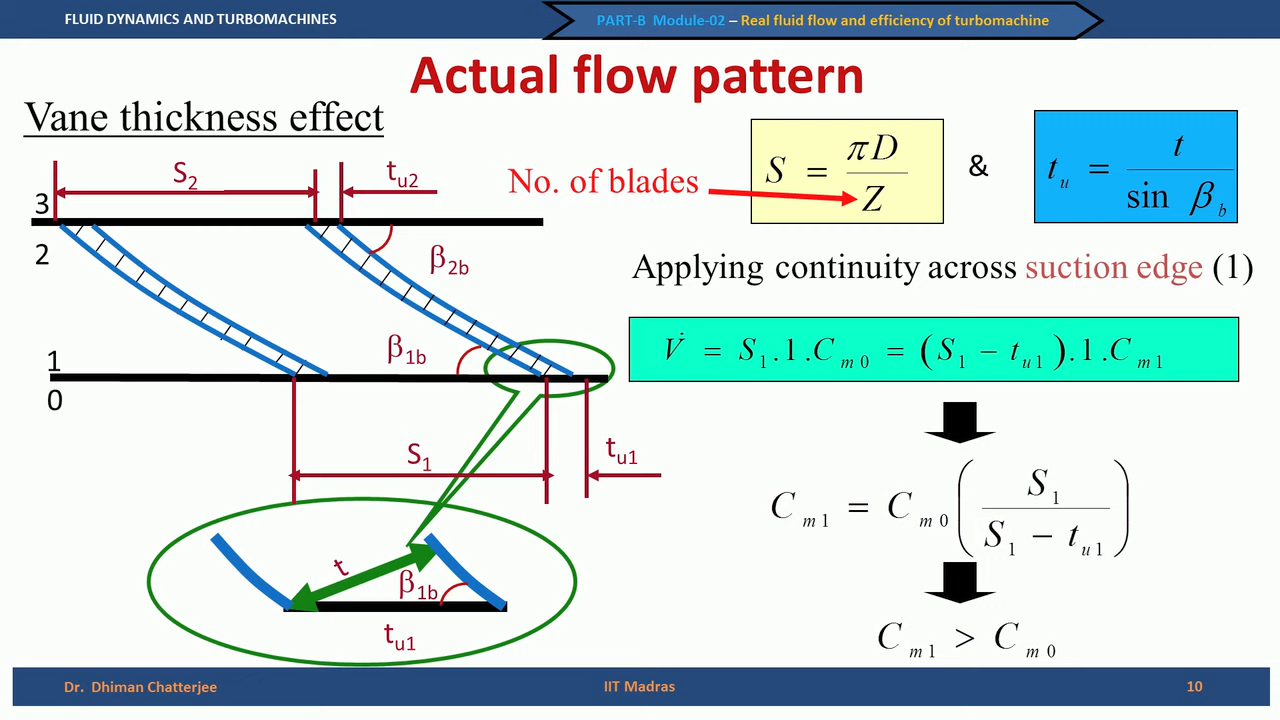 FLUID DYNAMICS AND TURBOMACHINES
PART-B Module-02 – Real fluid flow and efficiency of turbomachine
Actual flow pattern
Vane thickness effect
S2
tu2
No. of blades
S = πD / Z
&
tu = t / sin βb
3
2
β2b
Applying continuity across suction edge (1)
V̇ = S1 . 1 . Cm0 = (S1 − tu1) . 1 . Cm1
1
β1b
0
S1
tu1
Cm1 = Cm0 (S1 / (S1 − tu1))
t
β1b
tu1
Cm1 > Cm0
Dr. Dhiman Chatterjee
IIT Madras
10